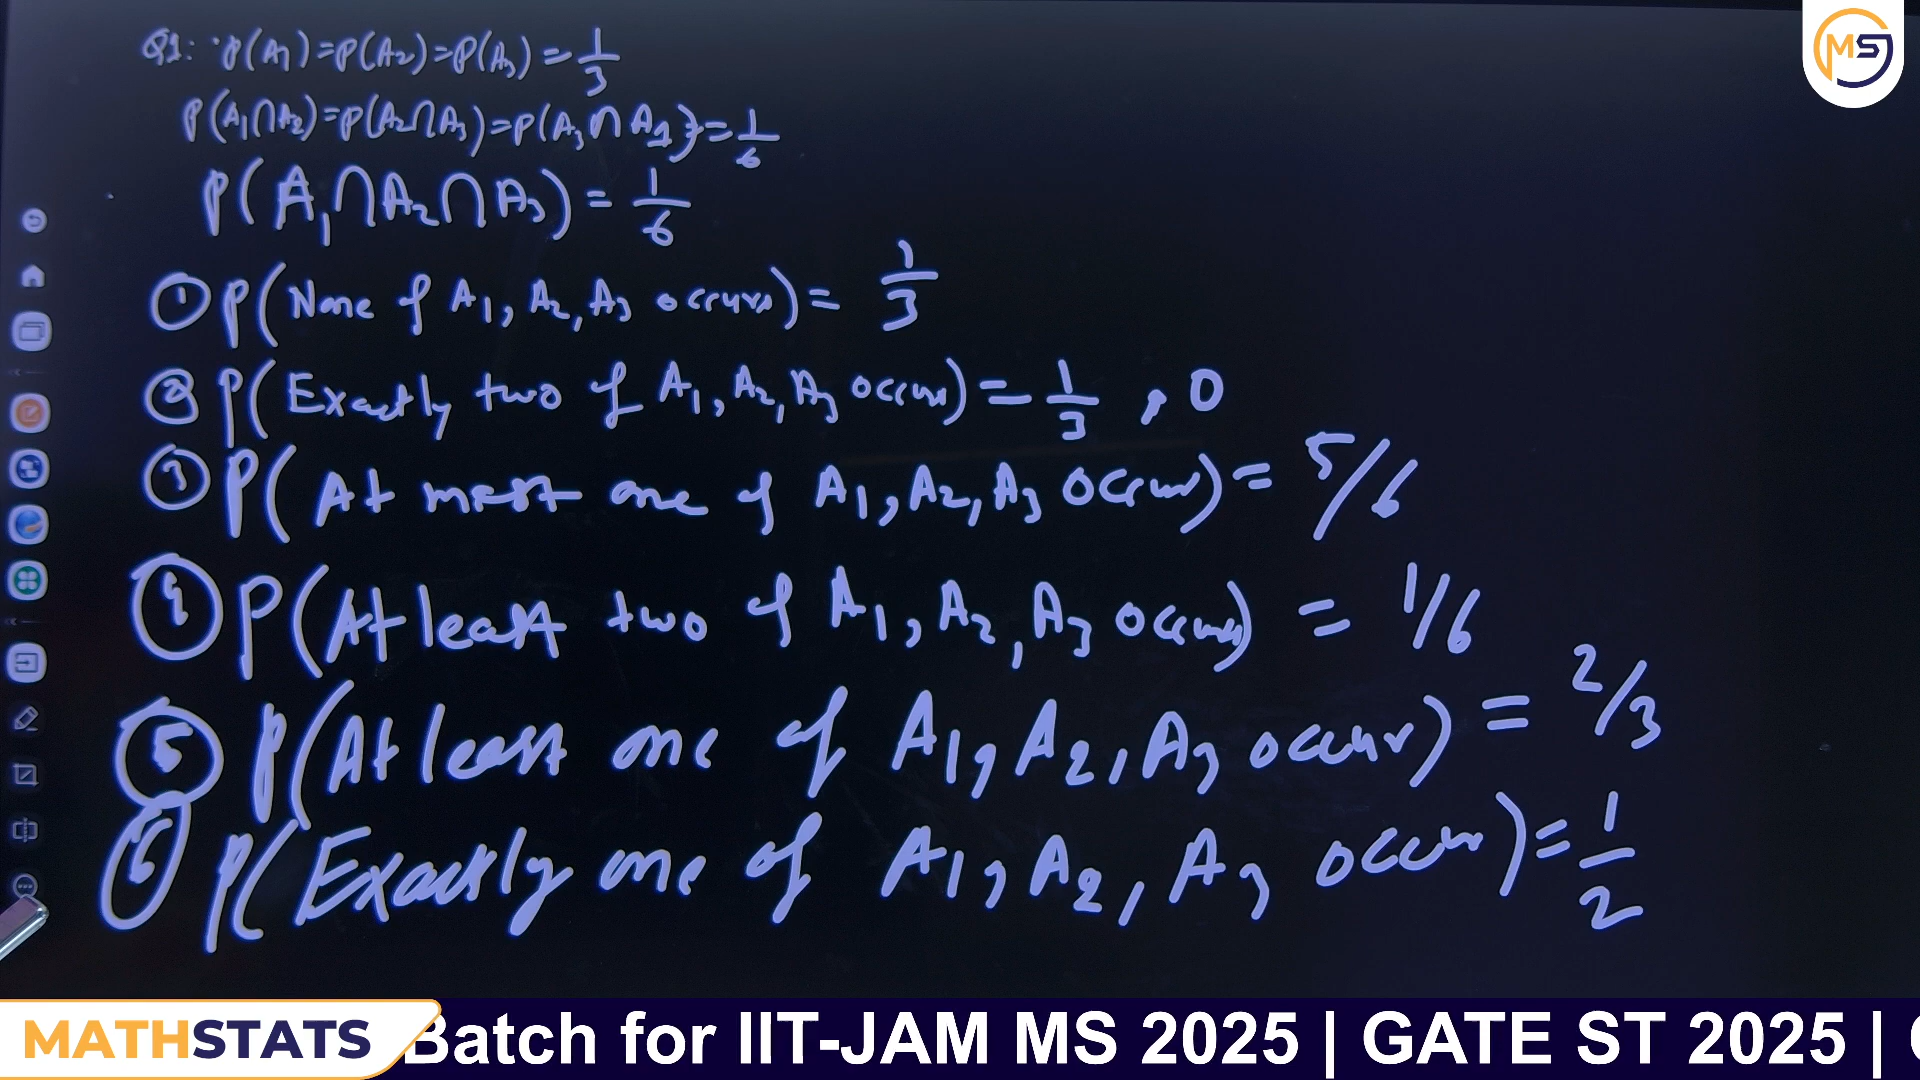 MS
Q1: P(A₁)=P(A₂)=P(A₃)=1/3
P(A₁∩A₂)=P(A₂∩A₃)=P(A₃∩A₁)=1/6
P(A₁∩A₂∩A₃)=1/6
① P(None of A₁, A₂, A₃ occurs)=1/3
② P(Exactly two of A₁, A₂, A₃ occurs)=1/3, 0
③ P(At most one of A₁, A₂, A₃ occur)=5/6
④ P(At least two of A₁, A₂, A₃ occurs)=1/6
⑤ P(At least one of A₁, A₂, A₃ occur)=2/3
⑥ P(Exactly one of A₁, A₂, A₃ occur)=1/2
MATHSTATS Batch for IIT-JAM MS 2025 | GATE ST 2025 |